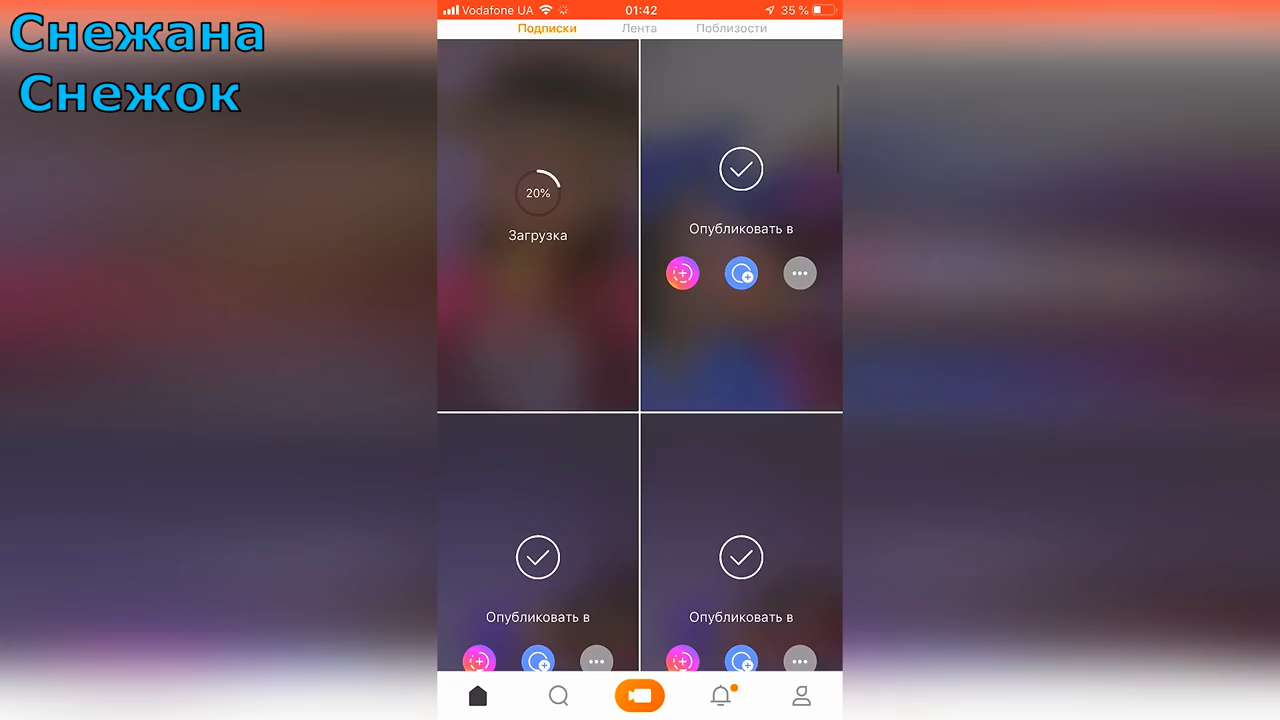 Снежана
Снежок
Vodafone UA
01:42
35 %
Подписки
Лента
Поблизости
20%
Загрузка
Опубликовать в
Опубликовать в
Опубликовать в